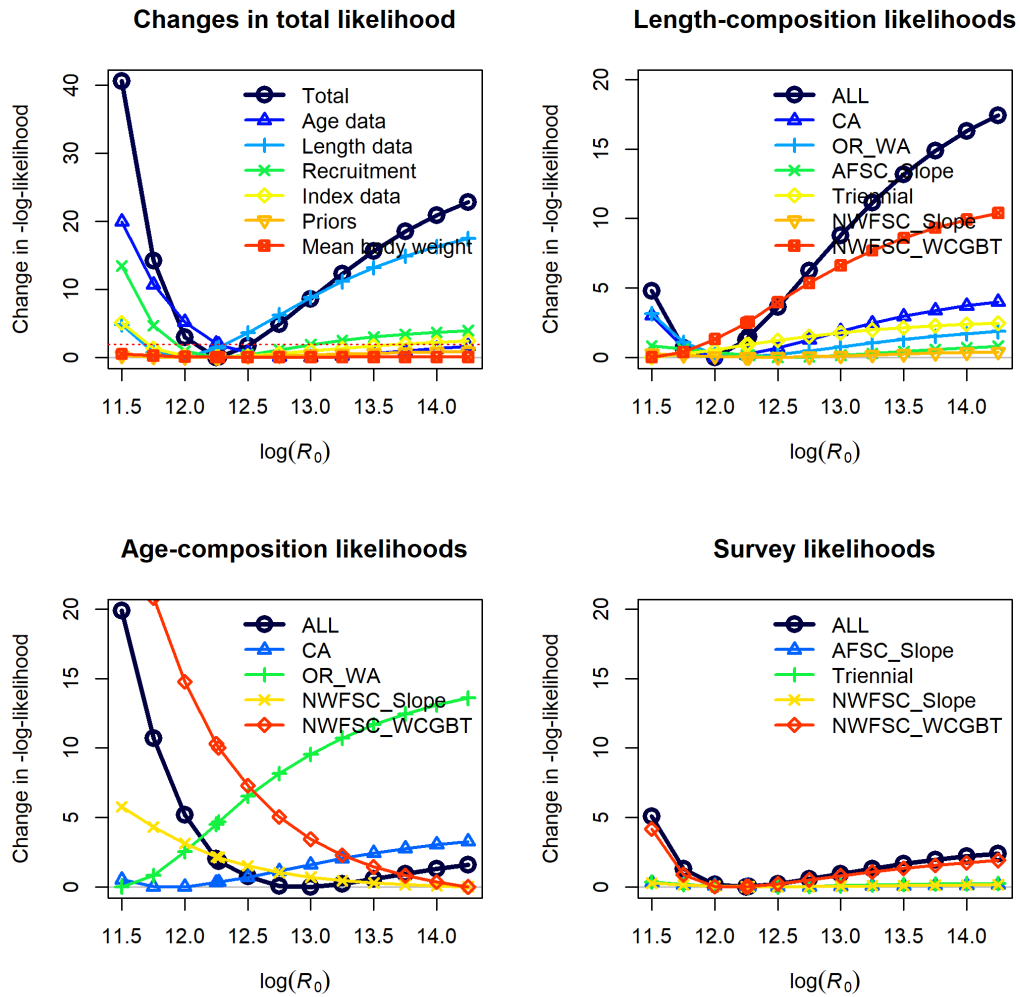 Changes in total likelihood
Change in -log-likelihood
40
30
20
10
0
Total
Age data
Length data
Recruitment
Index data
Priors
Mean body weight
11.5 12.0 12.5 13.0 13.5 14.0
log(R0)
Length-composition likelihoods
Change in -log-likelihood
20
15
10
5
0
ALL
CA
OR_WA
AFSC_Slope
Triennial
NWFSC_Slope
NWFSC_WCGBT
11.5 12.0 12.5 13.0 13.5 14.0
log(R0)
Age-composition likelihoods
Change in -log-likelihood
20
15
10
5
0
ALL
CA
OR_WA
NWFSC_Slope
NWFSC_WCGBT
11.5 12.0 12.5 13.0 13.5 14.0
log(R0)
Survey likelihoods
Change in -log-likelihood
20
15
10
5
0
ALL
AFSC_Slope
Triennial
NWFSC_Slope
NWFSC_WCGBT
11.5 12.0 12.5 13.0 13.5 14.0
log(R0)